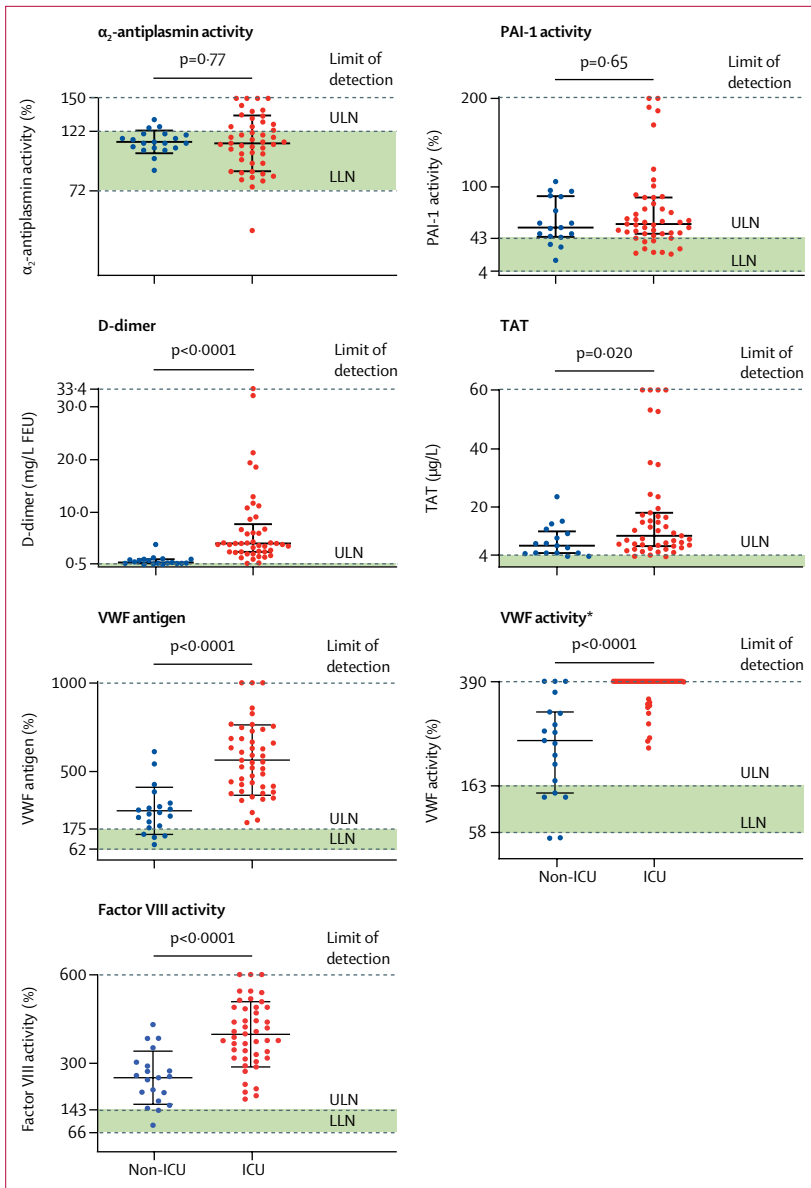 α₂-antiplasmin activity
p=0·77
Limit of
detection
α₂-antiplasmin activity (%)
150
122
72
ULN
LLN
PAI-1 activity
p=0·65
Limit of
detection
PAI-1 activity (%)
200
100
43
4
ULN
LLN
D-dimer
p<0·0001
Limit of
detection
D-dimer (mg/L FEU)
33·4
30·0
20·0
10·0
0·5
ULN
TAT
p=0·020
Limit of
detection
TAT (µg/L)
60
40
20
4
ULN
VWF antigen
p<0·0001
Limit of
detection
VWF antigen (%)
1000
500
175
62
ULN
LLN
VWF activity*
p<0·0001
Limit of
detection
VWF activity (%)
390
163
58
ULN
LLN
Non-ICU
ICU
Factor VIII activity
p<0·0001
Limit of
detection
Factor VIII activity (%)
600
300
143
66
ULN
LLN
Non-ICU
ICU